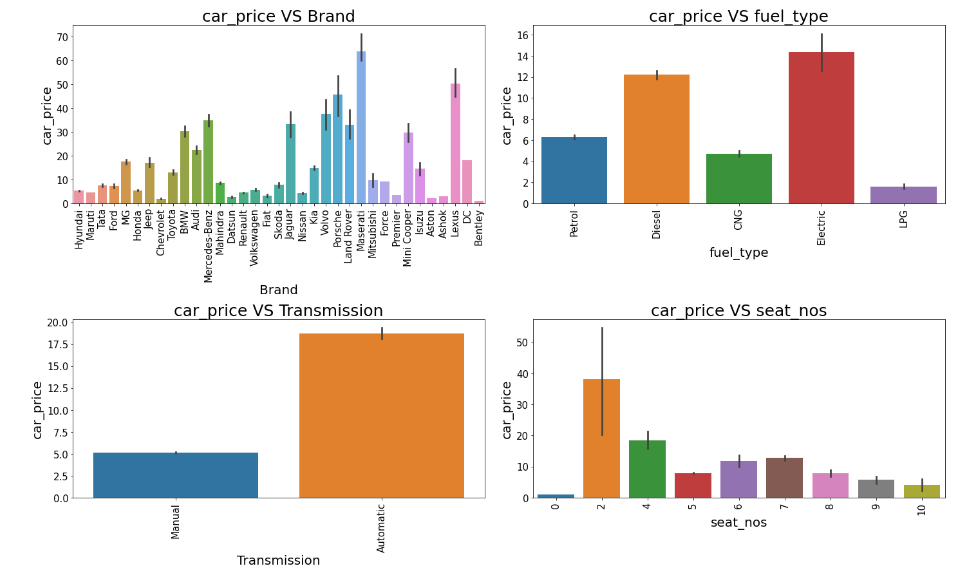 car_price VS Brand
car_price
70
60
50
40
30
20
10
0
Hyundai
Maruti
Tata
Ford
MG
Honda
Jeep
Chevrolet
Toyota
BMW
Audi
Mercedes-Benz
Mahindra
Datsun
Renault
Volkswagen
Fiat
Skoda
Jaguar
Nissan
Kia
Volvo
Porsche
Land Rover
Maserati
Mitsubishi
Force
Premier
Mini Cooper
Isuzu
Aston
Ashok
Lexus
DC
Bentley
Brand
car_price VS fuel_type
car_price
16
14
12
10
8
6
4
2
0
Petrol
Diesel
CNG
Electric
LPG
fuel_type
car_price VS Transmission
car_price
20.0
17.5
15.0
12.5
10.0
7.5
5.0
2.5
0.0
Manual
Automatic
Transmission
car_price VS seat_nos
car_price
50
40
30
20
10
0
0
2
4
5
6
7
8
9
10
seat_nos